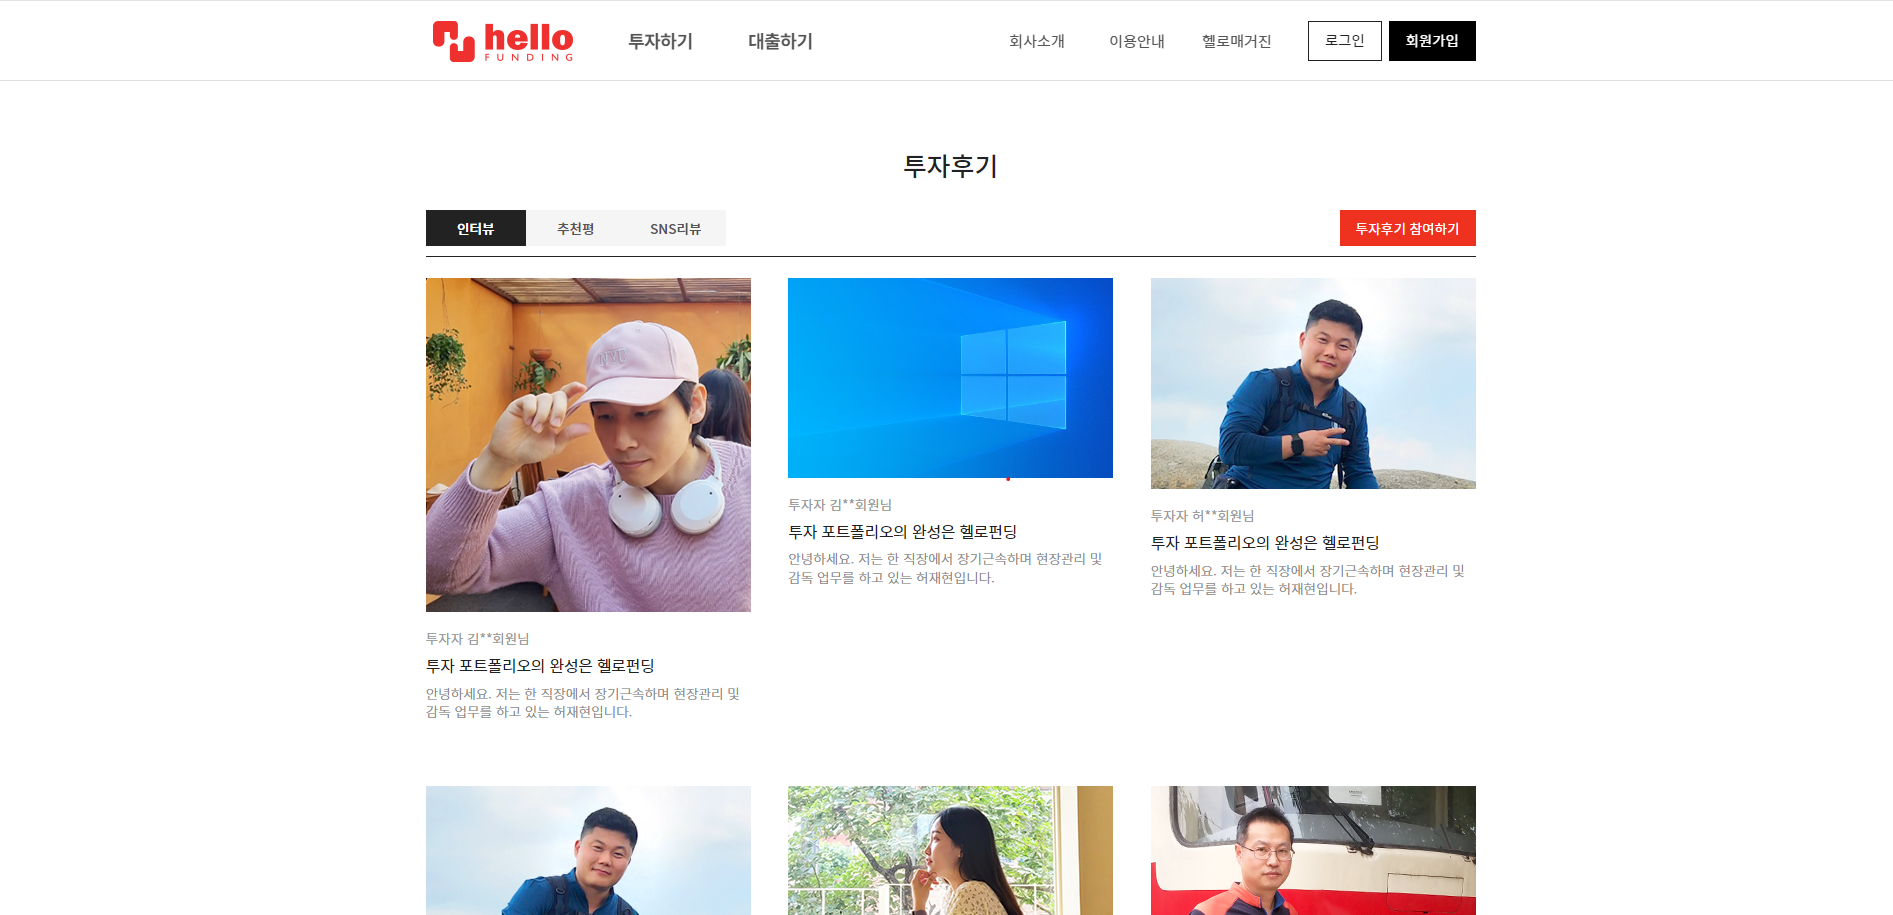 hello
FUNDING
투자하기
대출하기
회사소개
이용안내
헬로매거진
로그인
회원가입
투자후기
인터뷰
추천평
SNS리뷰
투자후기 참여하기
NYC
투자자 김**회원님
투자 포트폴리오의 완성은 헬로펀딩
안녕하세요. 저는 한 직장에서 장기근속하며 현장관리 및
감독 업무를 하고 있는 허재현입니다.
투자자 허**회원님
투자 포트폴리오의 완성은 헬로펀딩
안녕하세요. 저는 한 직장에서 장기근속하며 현장관리 및
감독 업무를 하고 있는 허재현입니다.
투자자 김**회원님
투자 포트폴리오의 완성은 헬로펀딩
안녕하세요. 저는 한 직장에서 장기근속하며 현장관리 및
감독 업무를 하고 있는 허재현입니다.